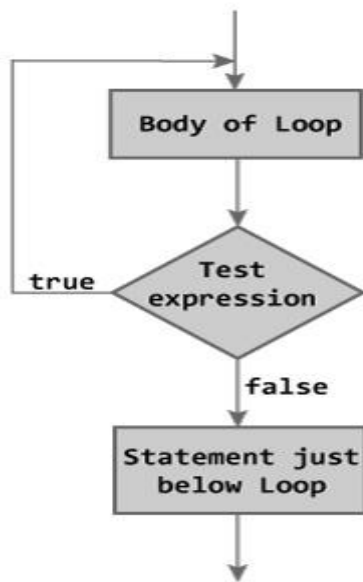 Body of Loop
Test
expression
true
false
Statement just
below Loop